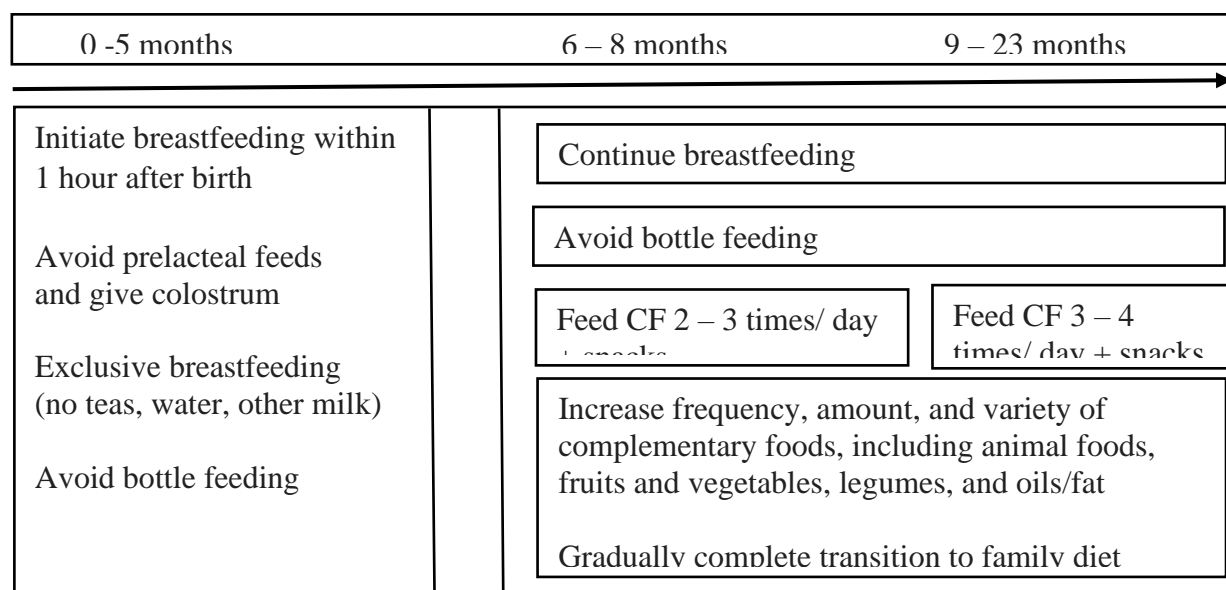 0 -5 months 6 – 8 months 9 – 23 months
Initiate breastfeeding within
1 hour after birth
Avoid prelacteal feeds
and give colostrum
Exclusive breastfeeding
(no teas, water, other milk)
Avoid bottle feeding
Continue breastfeeding
Avoid bottle feeding
Feed CF 2 – 3 times/ day
+ snacks
Feed CF 3 – 4
times/ day + snacks
Increase frequency, amount, and variety of
complementary foods, including animal foods,
fruits and vegetables, legumes, and oils/fat
Gradually complete transition to family diet